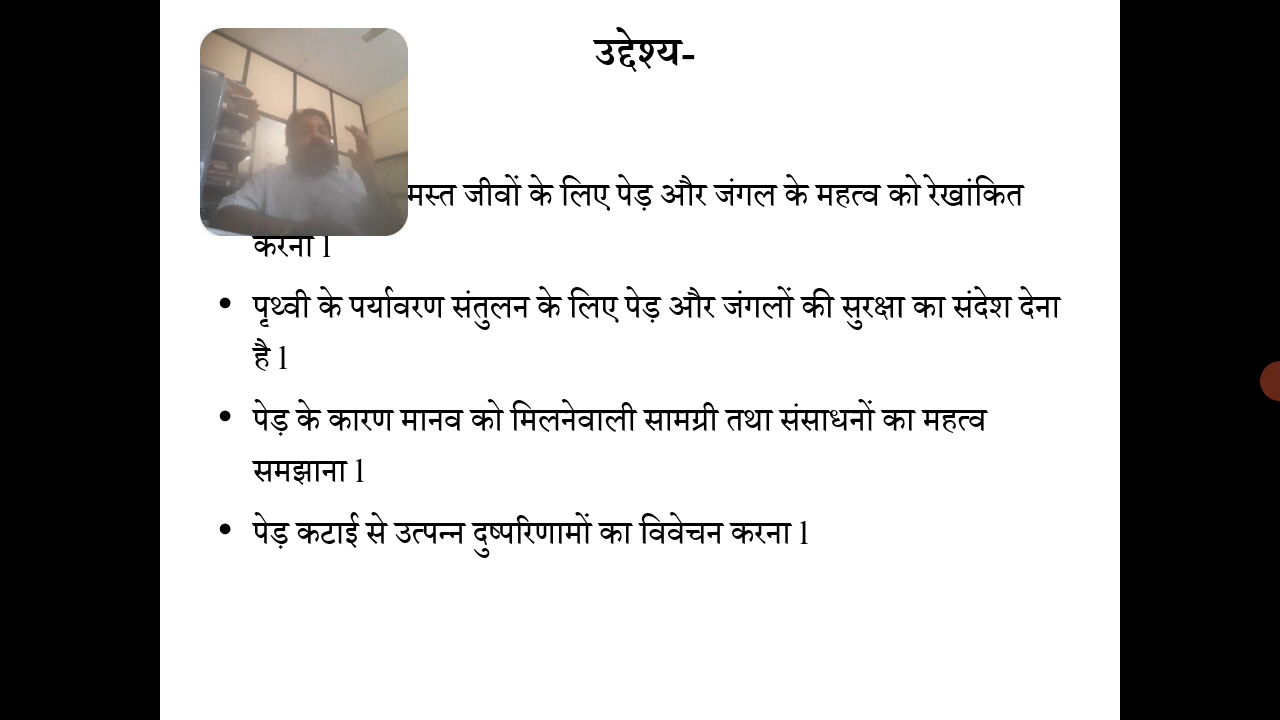 उद्देश्य-
जीवों के लिए पेड़ और जंगल के महत्व को रेखांकित
करना l
• पृथ्वी के पर्यावरण संतुलन के लिए पेड़ और जंगलों की सुरक्षा का संदेश देना
है l
• पेड़ के कारण मानव को मिलनेवाली सामग्री तथा संसाधनों का महत्व
समझाना l
• पेड़ कटाई से उत्पन्न दुष्परिणामों का विवेचन करना l